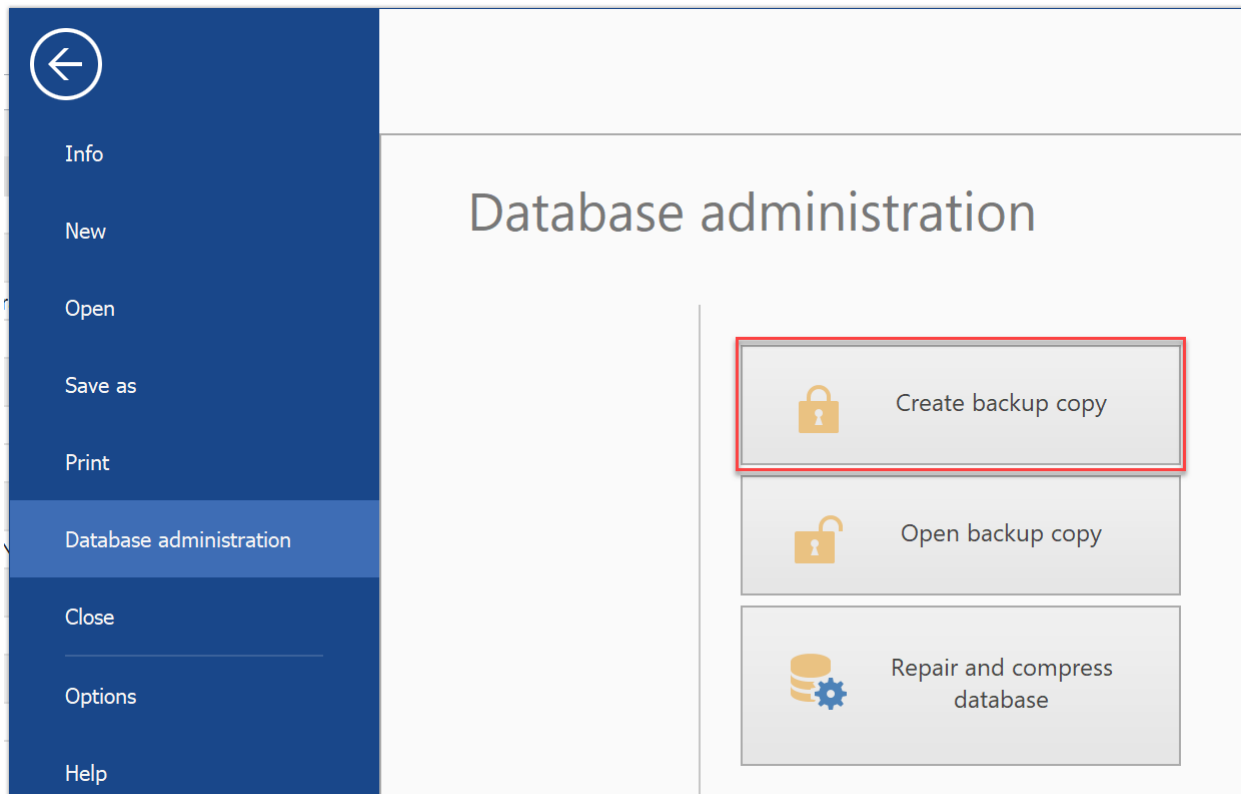 Info
New
Open
Save as
Print
Database administration
Close
Options
Help
Database administration
Create backup copy
Open backup copy
Repair and compress
database